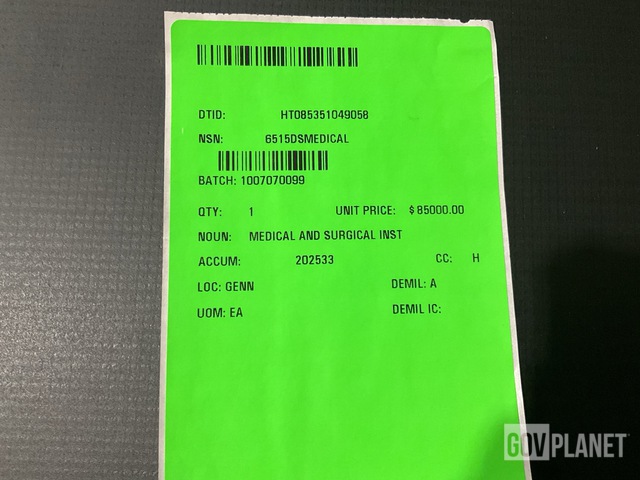 DTID: HT085351049058
NSN: 6515DSMEDICAL
BATCH: 1007070099
QTY: 1 UNIT PRICE: $ 85000.00
NOUN: MEDICAL AND SURGICAL INST
ACCUM: 202533 CC: H
LOC: GENN DEMIL: A
UOM: EA DEMIL IC:
GOVPLANET